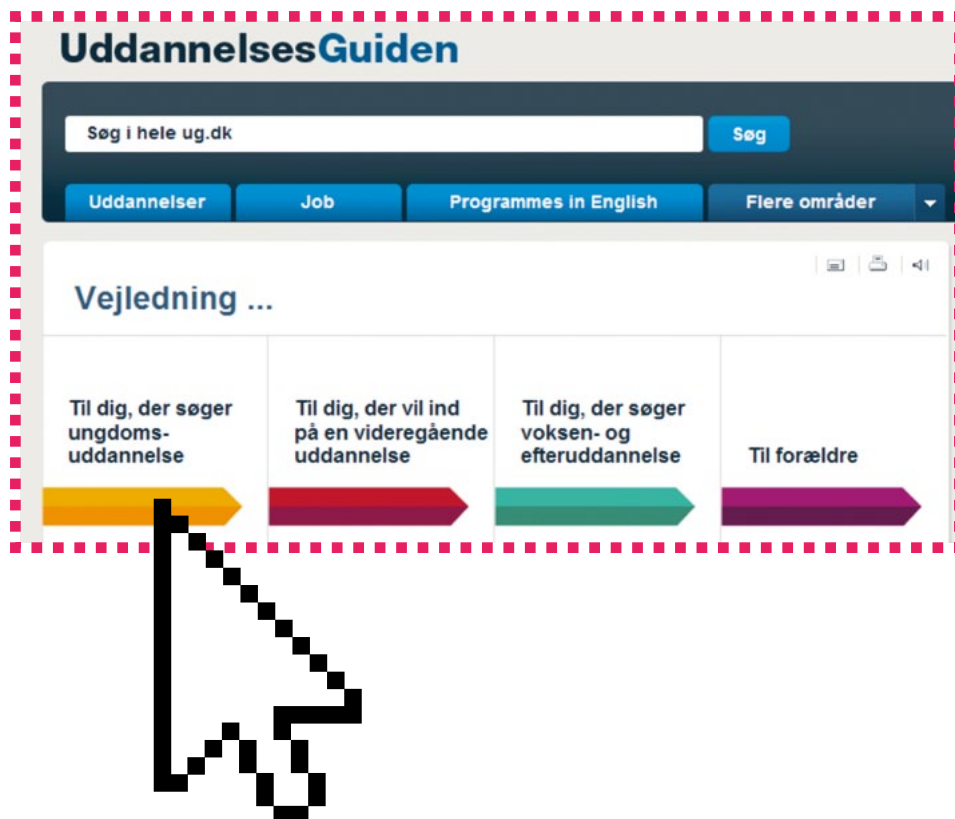 UddannelsesGuiden
Søg i hele ug.dk
Søg
Uddannelser
Job
Programmes in English
Flere områder
Vejledning ...
Til dig, der søger
ungdoms-
uddannelse
Til dig, der vil ind
på en videregående
uddannelse
Til dig, der søger
voksen- og
efteruddannelse
Til forældre